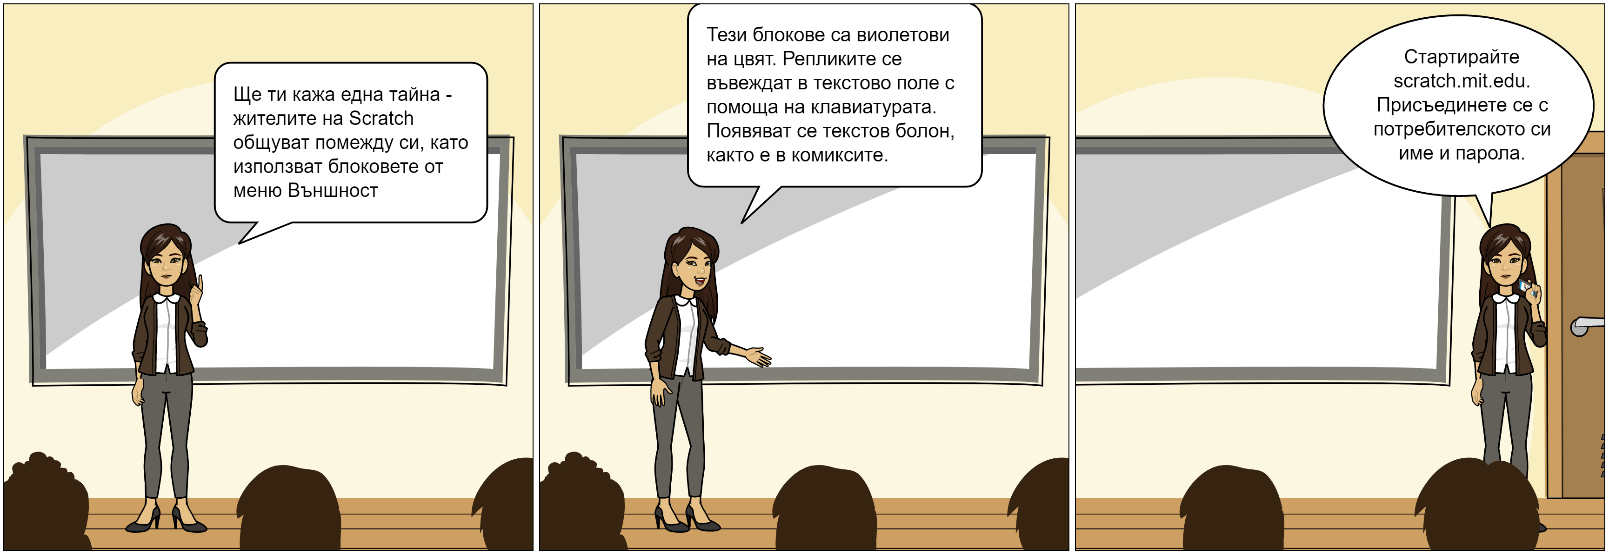 Ще ти кажа една тайна -
жителите на Scratch
общуват помежду си, като
използват блоковете от
меню Външност
Тези блокове са виолетови
на цвят. Репликите се
въвеждат в текстово поле с
помоща на клавиатурата.
Появяват се текстов болон,
както е в комиксите.
Стартирайте
scratch.mit.edu.
Присъединете се с
потребителското си
име и парола.